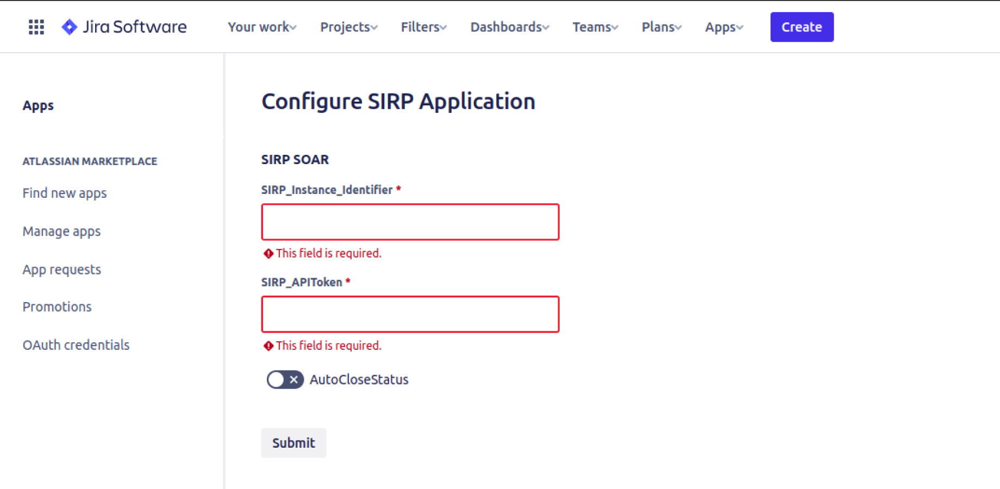 Jira Software Your work Projects Filters Dashboards Teams Plans Apps Create
Apps
ATLASSIAN MARKETPLACE
Find new apps
Manage apps
App requests
Promotions
OAuth credentials
Configure SIRP Application
SIRP SOAR
SIRP_Instance_Identifier *
This field is required.
SIRP_APIToken *
This field is required.
AutoCloseStatus
Submit